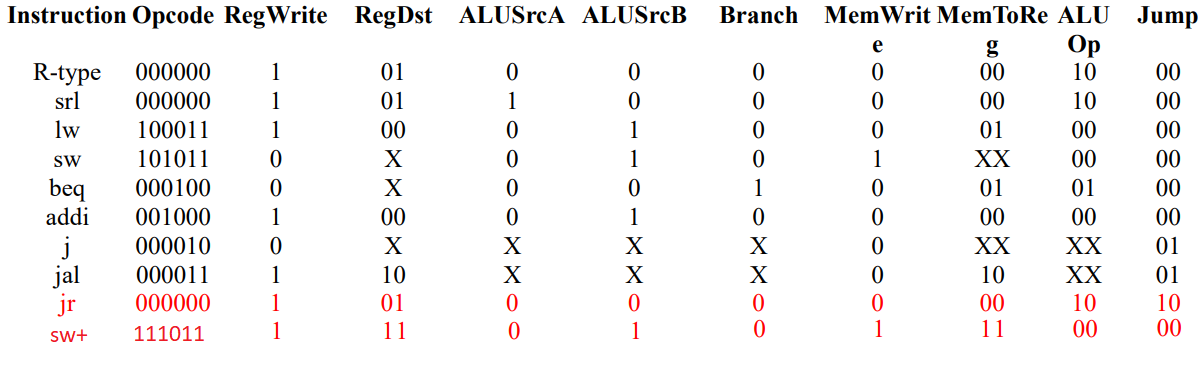 Instruction Opcode RegWrite RegDst ALUSrcA ALUSrcB Branch MemWrit MemToRe ALU Jump
e g Op
R-type 000000 1 01 0 0 0 0 00 10 00
srl 000000 1 01 1 0 0 0 00 10 00
lw 100011 1 00 0 1 0 0 01 00 00
sw 101011 0 X 0 1 0 1 XX 00 00
beq 000100 0 X 0 0 1 0 01 01 00
addi 001000 1 00 0 1 0 0 00 00 00
j 000010 0 X X X X 0 XX XX 01
jal 000011 1 10 X X X 0 10 XX 01
jr 000000 1 01 0 0 0 0 00 10 10
sw+ 111011 1 11 0 1 0 1 11 00 00